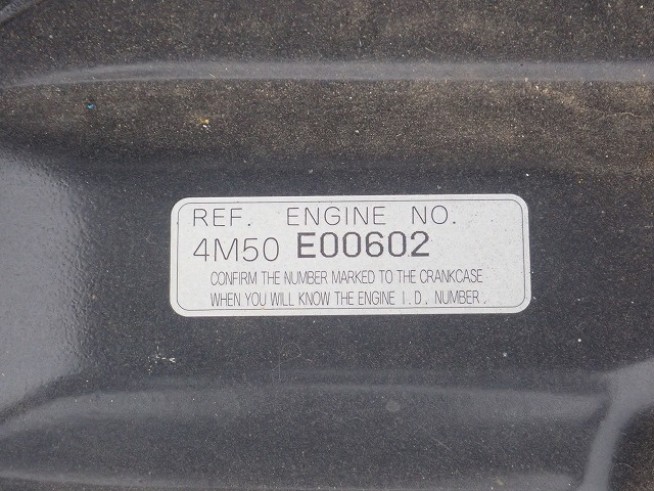 REF. ENGINE NO.
4M50 E00602
CONFIRM THE NUMBER MARKED TO THE CRANKCASE
WHEN YOU WILL KNOW THE ENGINE I.D. NUMBER.